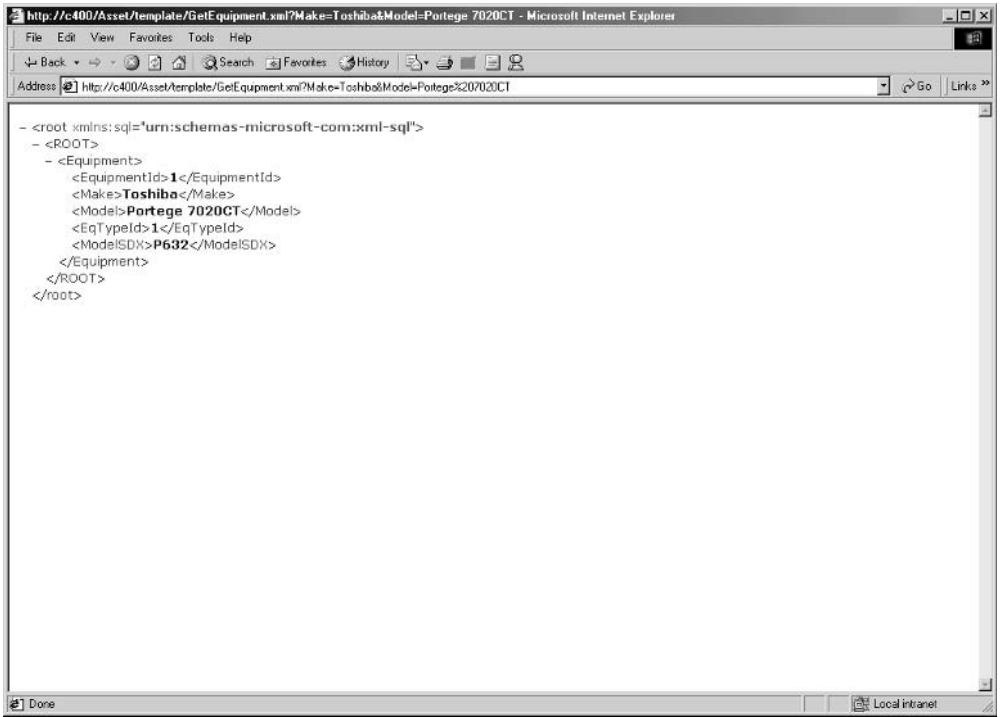 http://c400/Asset/template/GetEquipment.xml?Make=Toshiba&Model=Portege 7020CT - Microsoft Internet Explorer
File Edit View Favorites Tools Help
Back Search Favorites History
Address http://c400/Asset/template/GetEquipment.xml?Make=Toshiba&Model=Portege%207020CT Go Links »
- <root xmlns:sql="urn:schemas-microsoft-com:xml-sql">
- <ROOT>
- <Equipment>
<EquipmentId>1</EquipmentId>
<Make>Toshiba</Make>
<Model>Portege 7020CT</Model>
<EqTypeId>1</EqTypeId>
<ModelSDX>P632</ModelSDX>
</Equipment>
</ROOT>
</root>
Done Local intranet